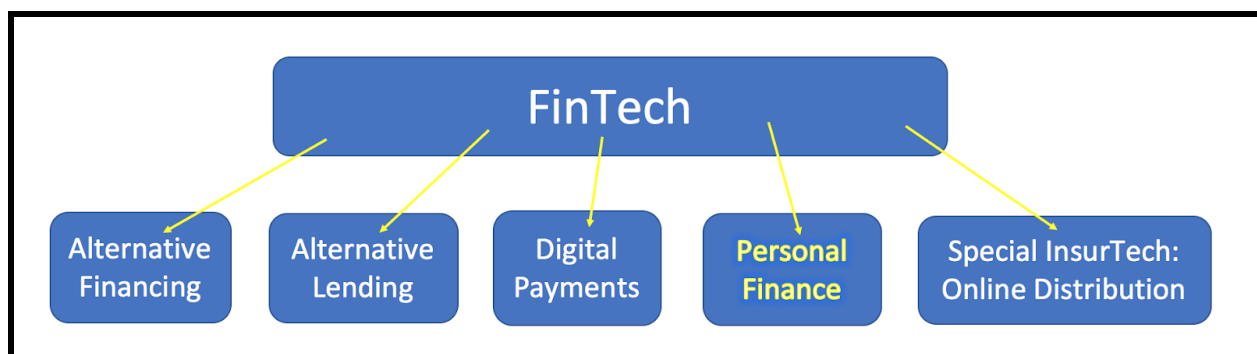 FinTech
Alternative
Financing
Alternative
Lending
Digital
Payments
Personal
Finance
Special InsurTech:
Online Distribution